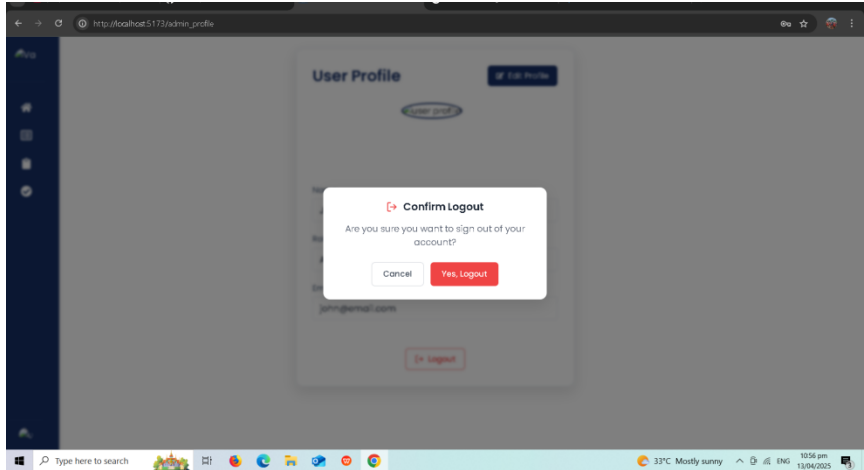 http://localhost:5173/admin_profile
User Profile
Edit Profile
user prof
Confirm Logout
Are you sure you want to sign out of your
account?
Cancel
Yes, Logout
john@email.com
Logout
Type here to search
33°C Mostly sunny
ENG
10:56 pm
13/04/2025